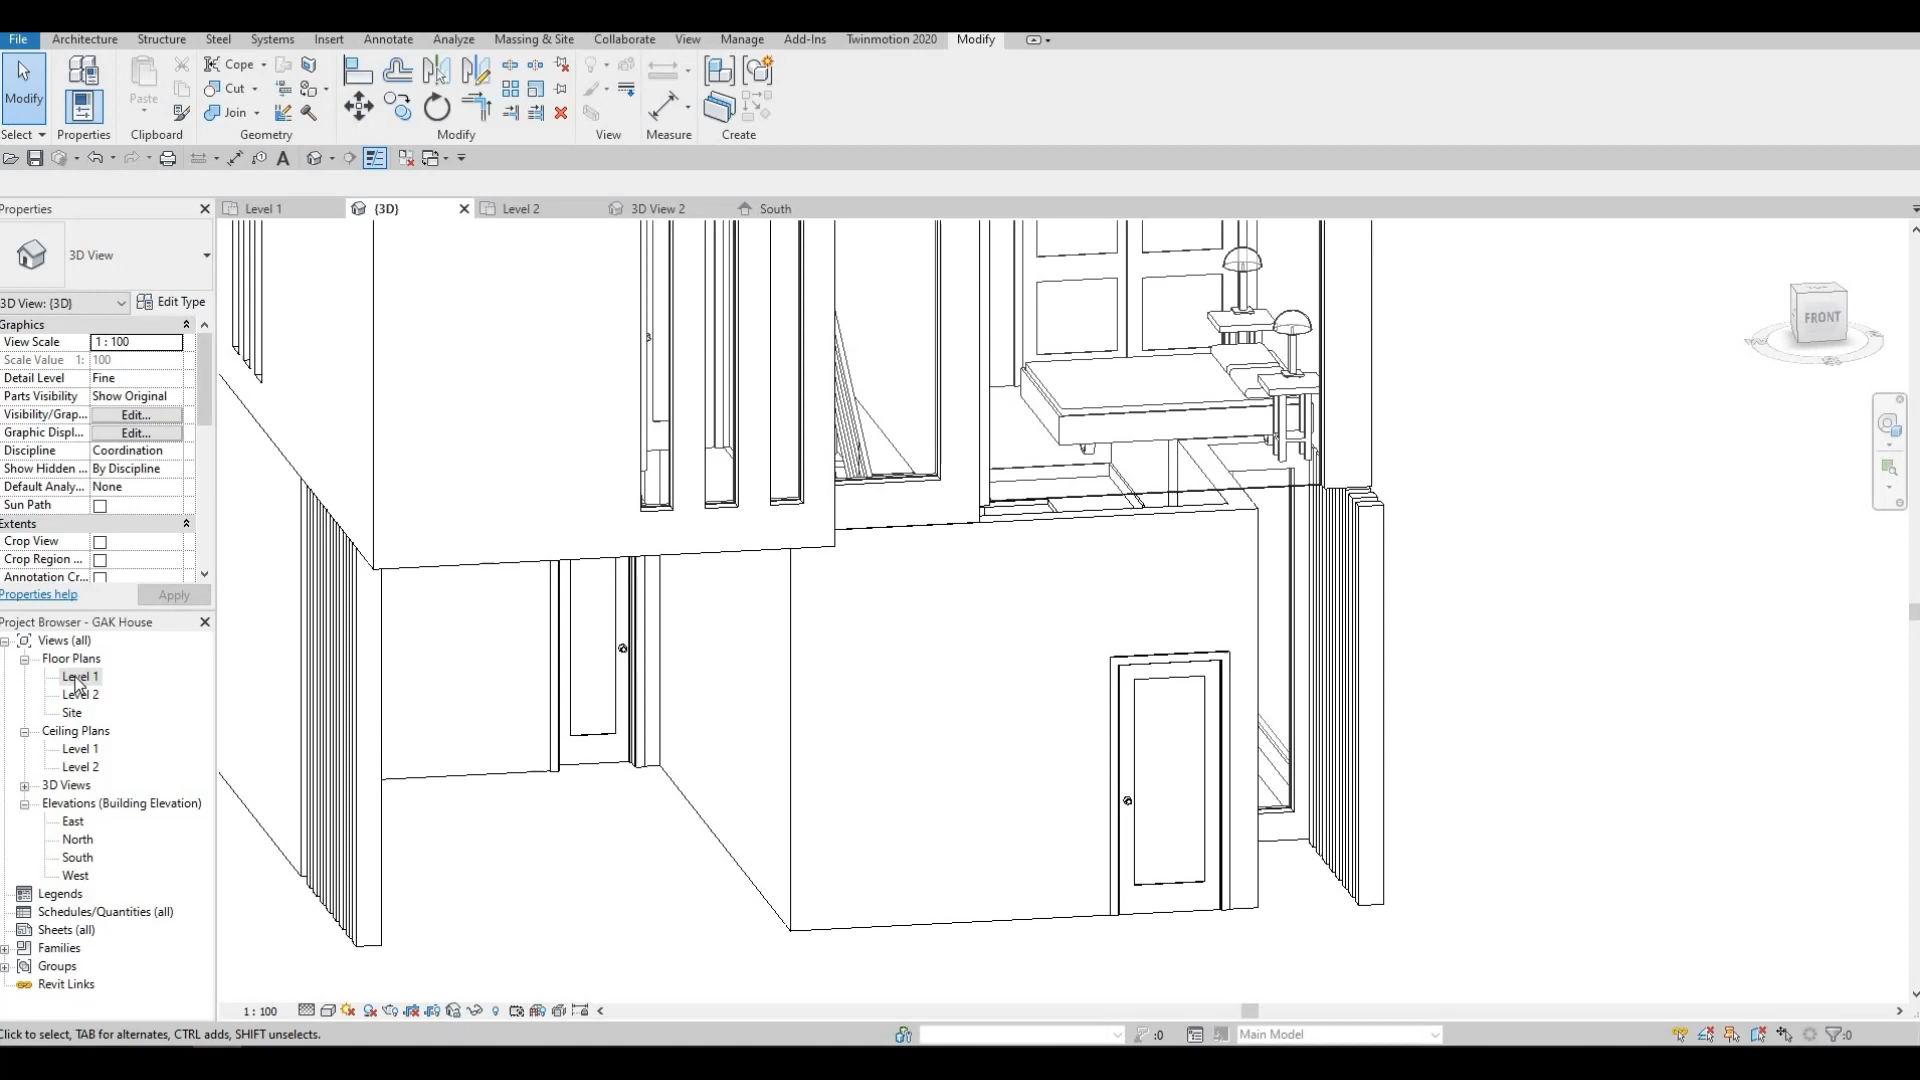 File Architecture Structure Steel Systems Insert Annotate Analyze Massing & Site Collaborate View Manage Add-Ins Twinmotion 2020 Modify
Modify Paste Cope Cut Join
Select Properties Clipboard Geometry Modify View Measure Create
Properties
Level 1 {3D} Level 2 3D View 2 South
3D View
3D View: {3D} Edit Type
Graphics
View Scale 1 : 100
Scale Value 1: 100
Detail Level Fine
Parts Visibility Show Original
Visibility/Grap... Edit...
Graphic Displ... Edit...
Discipline Coordination
Show Hidden ... By Discipline
Default Analy... None
Sun Path
Extents
Crop View
Crop Region ...
Annotation Cr...
Properties help Apply
Project Browser - GAK House
Views (all)
Floor Plans
Level 1
Level 2
Site
Ceiling Plans
Level 1
Level 2
3D Views
Elevations (Building Elevation)
East
North
South
West
Legends
Schedules/Quantities (all)
Sheets (all)
Families
Groups
Revit Links
FRONT
1 : 100
Click to select, TAB for alternates, CTRL adds, SHIFT unselects.
:0
Main Model
:0